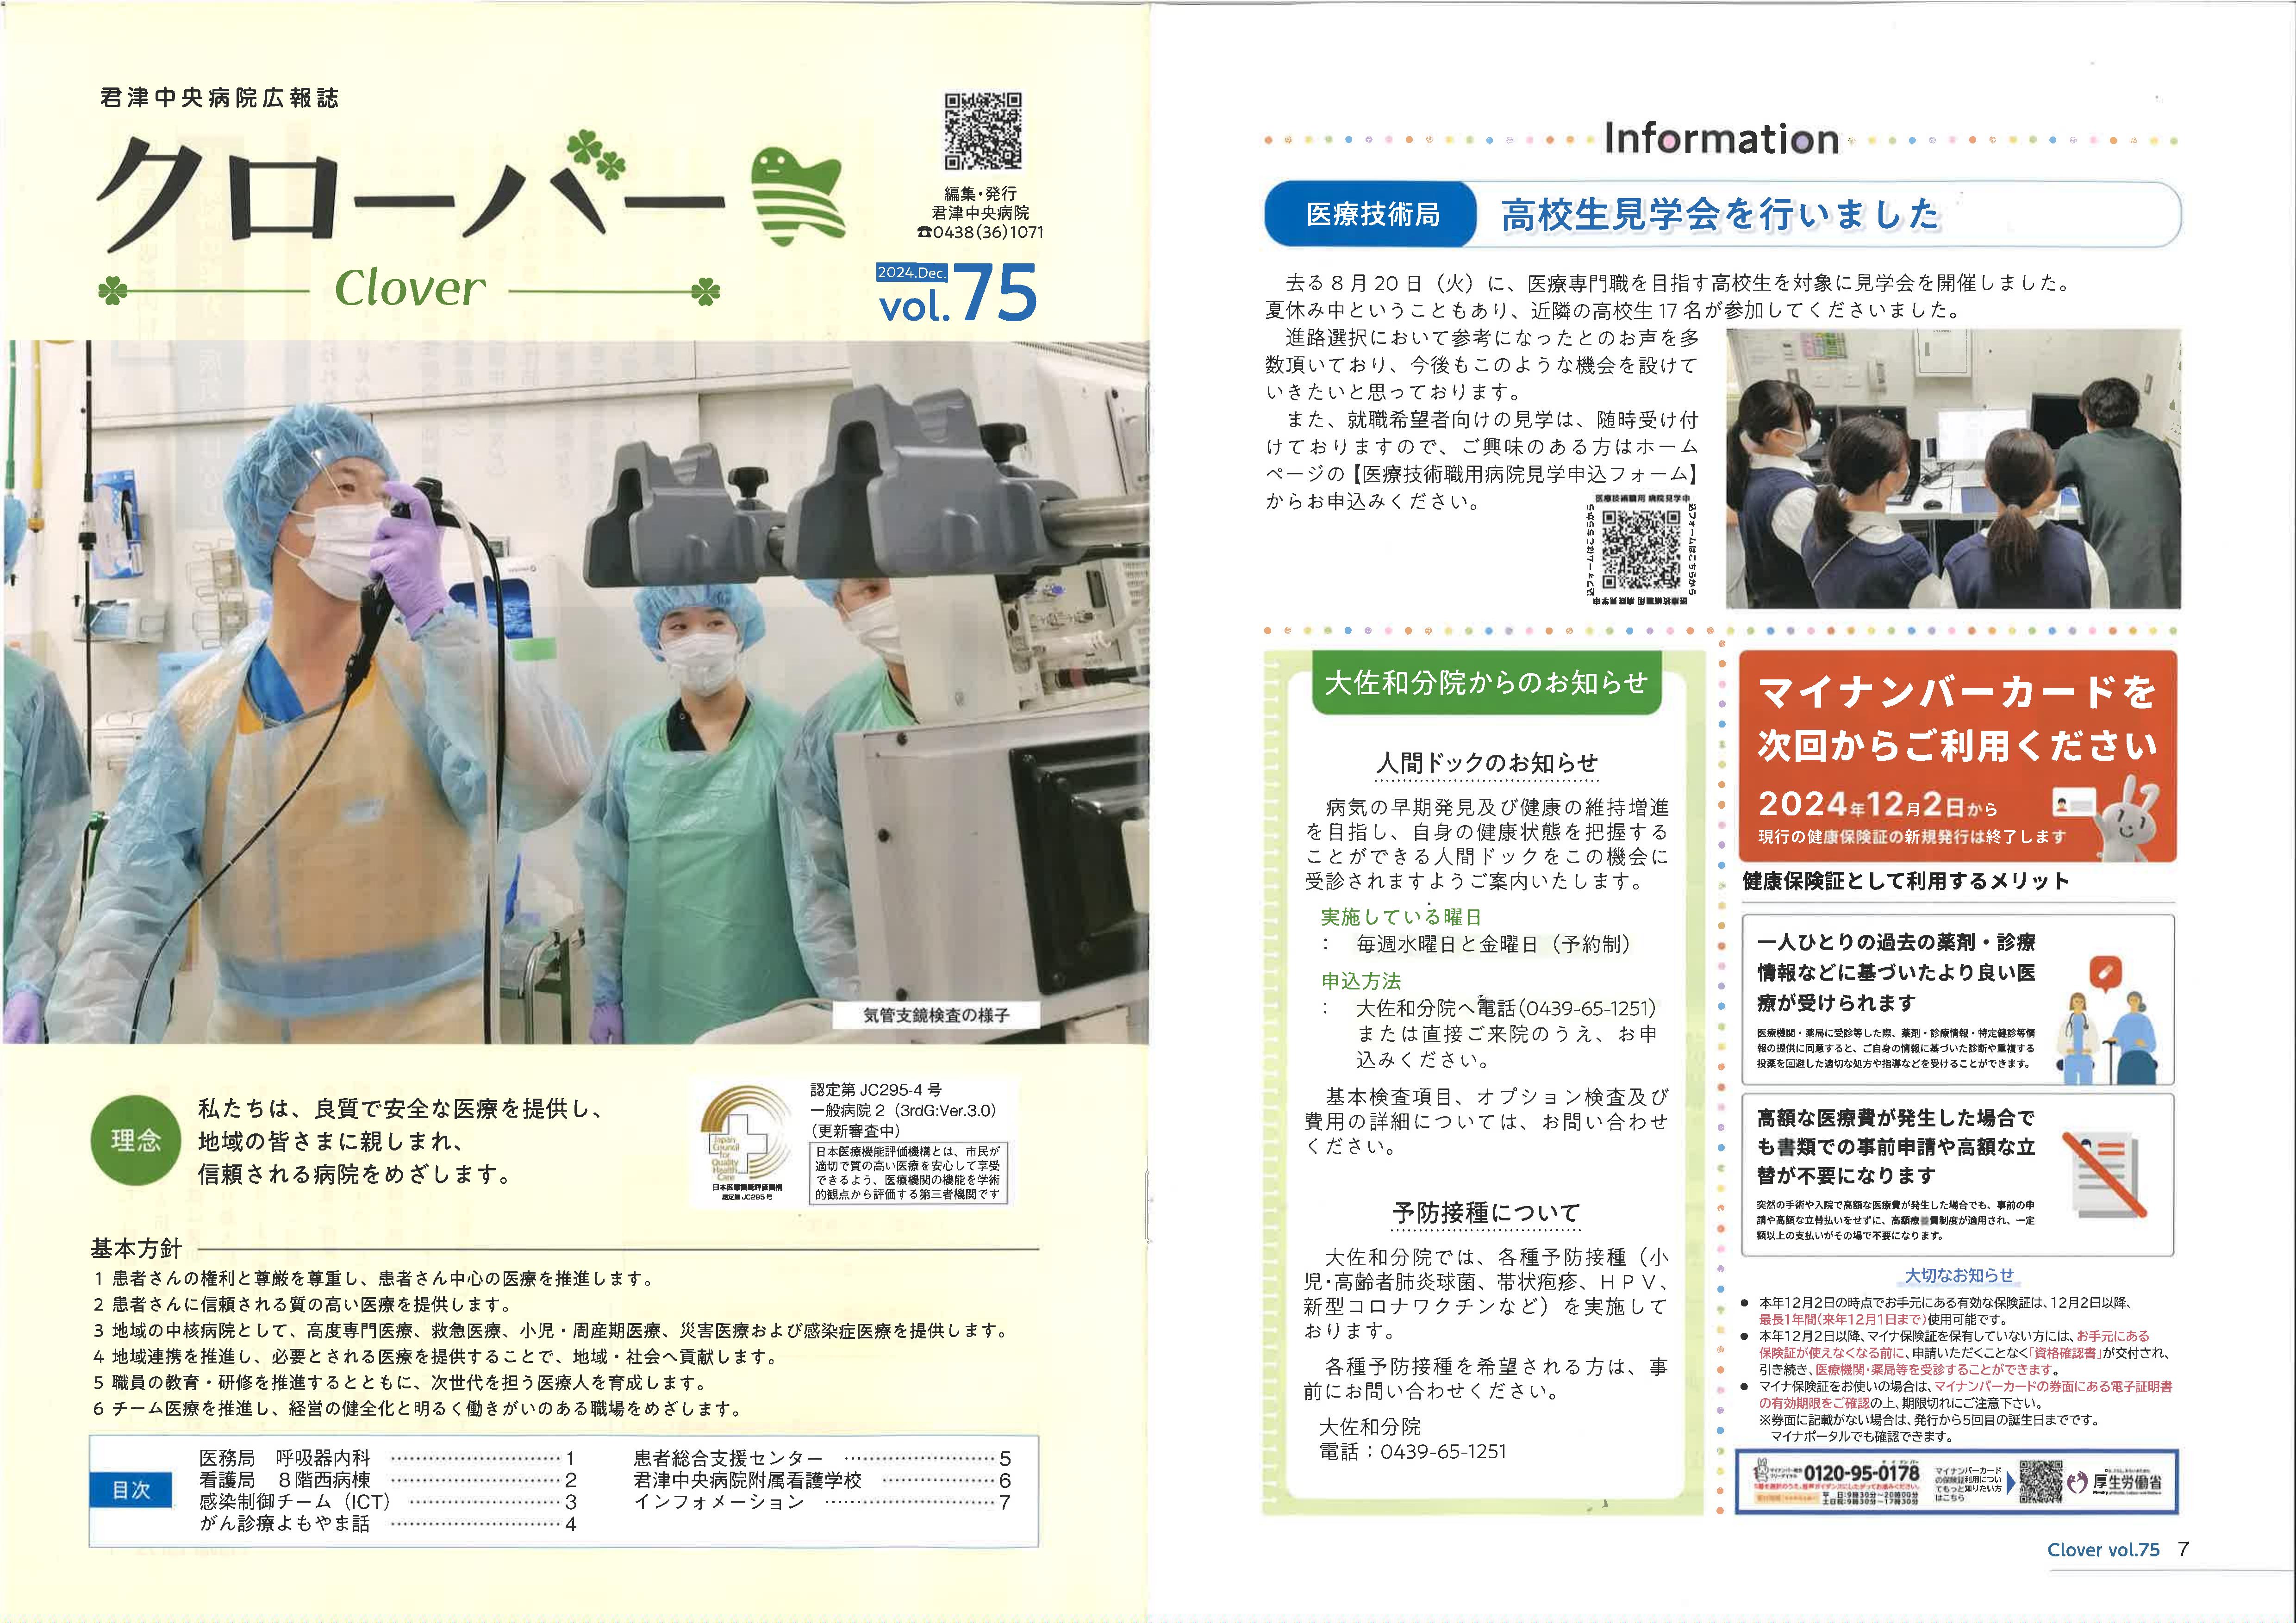 君津中央病院広報誌
クローバー
Clover
編集・発行
君津中央病院
☎0438(36)1071
2024.Dec.
vol.75
気管支鏡検査の様子
理念
私たちは、良質で安全な医療を提供し、
地域の皆さまに親しまれ、
信頼される病院をめざします。
Japan
Council
for
Quality
Health
Care
日本医療機能評価機構
認定第 JC295 号
認定第 JC295-4 号
一般病院 2（3rdG:Ver.3.0）
（更新審査中）
日本医療機能評価機構とは、市民が
適切で質の高い医療を安心して享受
できるよう、医療機関の機能を学術
的観点から評価する第三者機関です
基本方針
1 患者さんの権利と尊厳を尊重し、患者さん中心の医療を推進します。
2 患者さんに信頼される質の高い医療を提供します。
3 地域の中核病院として、高度専門医療、救急医療、小児・周産期医療、災害医療および感染症医療を提供します。
4 地域連携を推進し、必要とされる医療を提供することで、地域・社会へ貢献します。
5 職員の教育・研修を推進するとともに、次世代を担う医療人を育成します。
6 チーム医療を推進し、経営の健全化と明るく働きがいのある職場をめざします。
目次
医務局　呼吸器内科 …………………… 1
看護局　８階西病棟 …………………… 2
感染制御チーム（ICT） ………………… 3
がん診療よもやま話 …………………… 4
患者総合支援センター ………………… 5
君津中央病院附属看護学校 …………… 6
インフォメーション …………………… 7
Information
医療技術局　高校生見学会を行いました
去る 8 月 20 日（火）に、医療専門職を目指す高校生を対象に見学会を開催しました。
夏休み中ということもあり、近隣の高校生 17 名が参加してくださいました。
進路選択において参考になったとのお声を多
数頂いており、今後もこのような機会を設けて
いきたいと思っております。
また、就職希望者向けの見学は、随時受け付
けておりますので、ご興味のある方はホーム
ページの【医療技術職用病院見学申込フォーム】
からお申込みください。
医療技術職用 病院見学申
込フォームはこちらから
医療技術職用 病院見学申
込フォームはこちらから
大佐和分院からのお知らせ
人間ドックのお知らせ
病気の早期発見及び健康の維持増進
を目指し、自身の健康状態を把握する
ことができる人間ドックをこの機会に
受診されますようご案内いたします。
実施している曜日
：　毎週水曜日と金曜日（予約制）
申込方法
：　大佐和分院へ電話(0439-65-1251)
または直接ご来院のうえ、お申
込みください。
基本検査項目、オプション検査及び
費用の詳細については、お問い合わせ
ください。
予防接種について
大佐和分院では、各種予防接種（小
児・高齢者肺炎球菌、帯状疱疹、ＨＰＶ、
新型コロナワクチンなど）を実施して
おります。
各種予防接種を希望される方は、事
前にお問い合わせください。
大佐和分院
電話：0439-65-1251
マイナンバーカードを
次回からご利用ください
2024年12月2日から
現行の健康保険証の新規発行は終了します
健康保険証として利用するメリット
一人ひとりの過去の薬剤・診療
情報などに基づいたより良い医
療が受けられます
医療機関・薬局に受診等した際、薬剤・診療情報・特定健診等情
報の提供に同意すると、ご自身の情報に基づいた診断や重複する
投薬を回避した適切な処方や指導などを受けることができます。
高額な医療費が発生した場合で
も書類での事前申請や高額な立
替が不要になります
突然の手術や入院で高額な医療費が発生した場合でも、事前の申
請や高額な立替払いをせずに、高額療費制度が適用され、一定
額以上の支払いがその場で不要になります。
大切なお知らせ
● 本年12月2日の時点でお手元にある有効な保険証は、12月2日以降、
最長1年間(来年12月1日まで)使用可能です。
● 本年12月2日以降、マイナ保険証を保有していない方には、お手元にある
保険証が使えなくなる前に、申請いただくことなく「資格確認書」が交付され、
引き続き、医療機関・薬局等を受診することができます。
● マイナ保険証をお使いの場合は、マイナンバーカードの券面にある電子証明書
の有効期限をご確認の上、期限切れにご注意下さい。
※券面に記載がない場合は、発行から5回目の誕生日までです。
マイナポータルでも確認できます。
0120-95-0178
平　日:9時30分～20時00分
土日祝:9時30分～17時30分
マイナンバーカード
の保険証利用につい
てもっと知りたい方
はこちら
厚生労働省
Clover vol.75　7